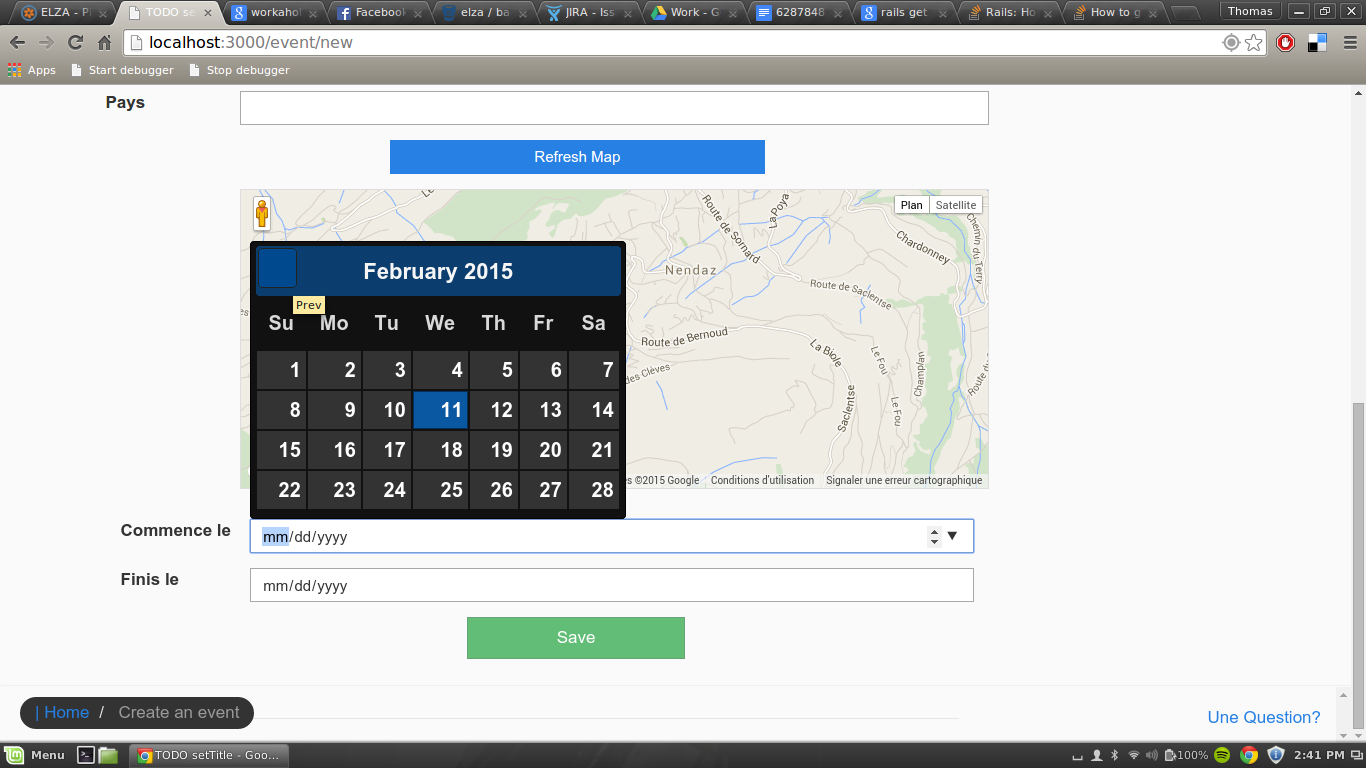 ELZA - Pl
TODO se
workaho
Facebook
elza / ba
JIRA - Iss
Work - G
6287848
rails get
Rails: Ho
How to g
Thomas
localhost:3000/event/new
Apps Start debugger Stop debugger
Pays
Refresh Map
Plan Satellite
Route de Sornard
La Poya
Chardonney
Chemin du Terry
Nendaz
Route de Saclentse
Route de Bernoud
La Biole
Le Fou
Champlan
Le Fou
Saclentse
des Clèves
©2015 Google Conditions d'utilisation Signaler une erreur cartographique
February 2015
Prev
Su Mo Tu We Th Fr Sa
1 2 3 4 5 6 7
8 9 10 11 12 13 14
15 16 17 18 19 20 21
22 23 24 25 26 27 28
Commence le mm/dd/yyyy
Finis le mm/dd/yyyy
Save
| Home / Create an event
Une Question?
Menu TODO setTitle - Goo... 100% 2:41 PM